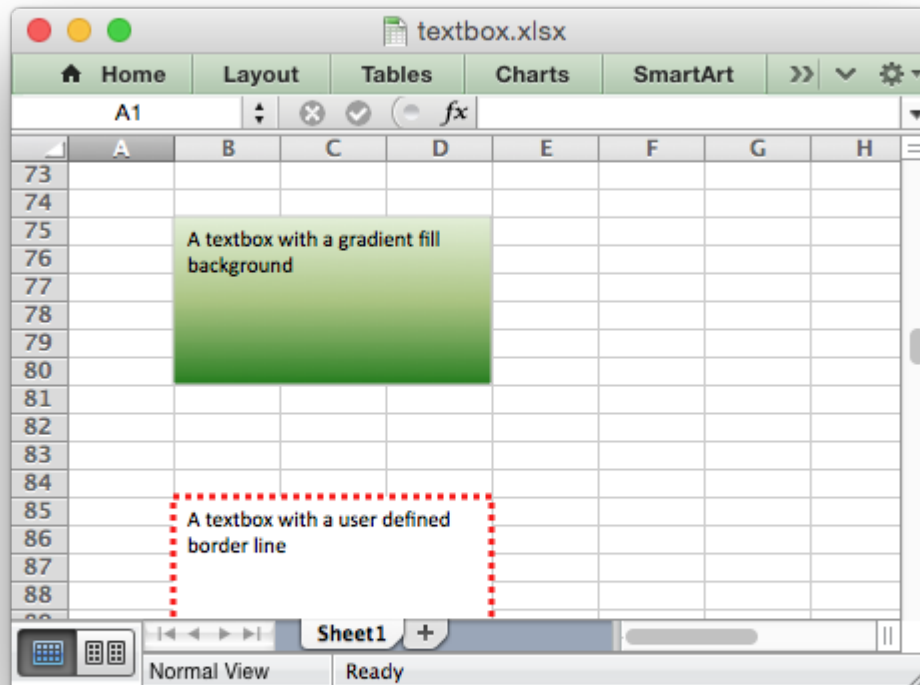 textbox.xlsx
Home Layout Tables Charts SmartArt
A1 fx
A B C D E F G H
73
74
75
A textbox with a gradient fill
76
background
77
78
79
80
81
82
83
84
85
A textbox with a user defined
86
border line
87
88
Sheet1 +
Normal View Ready